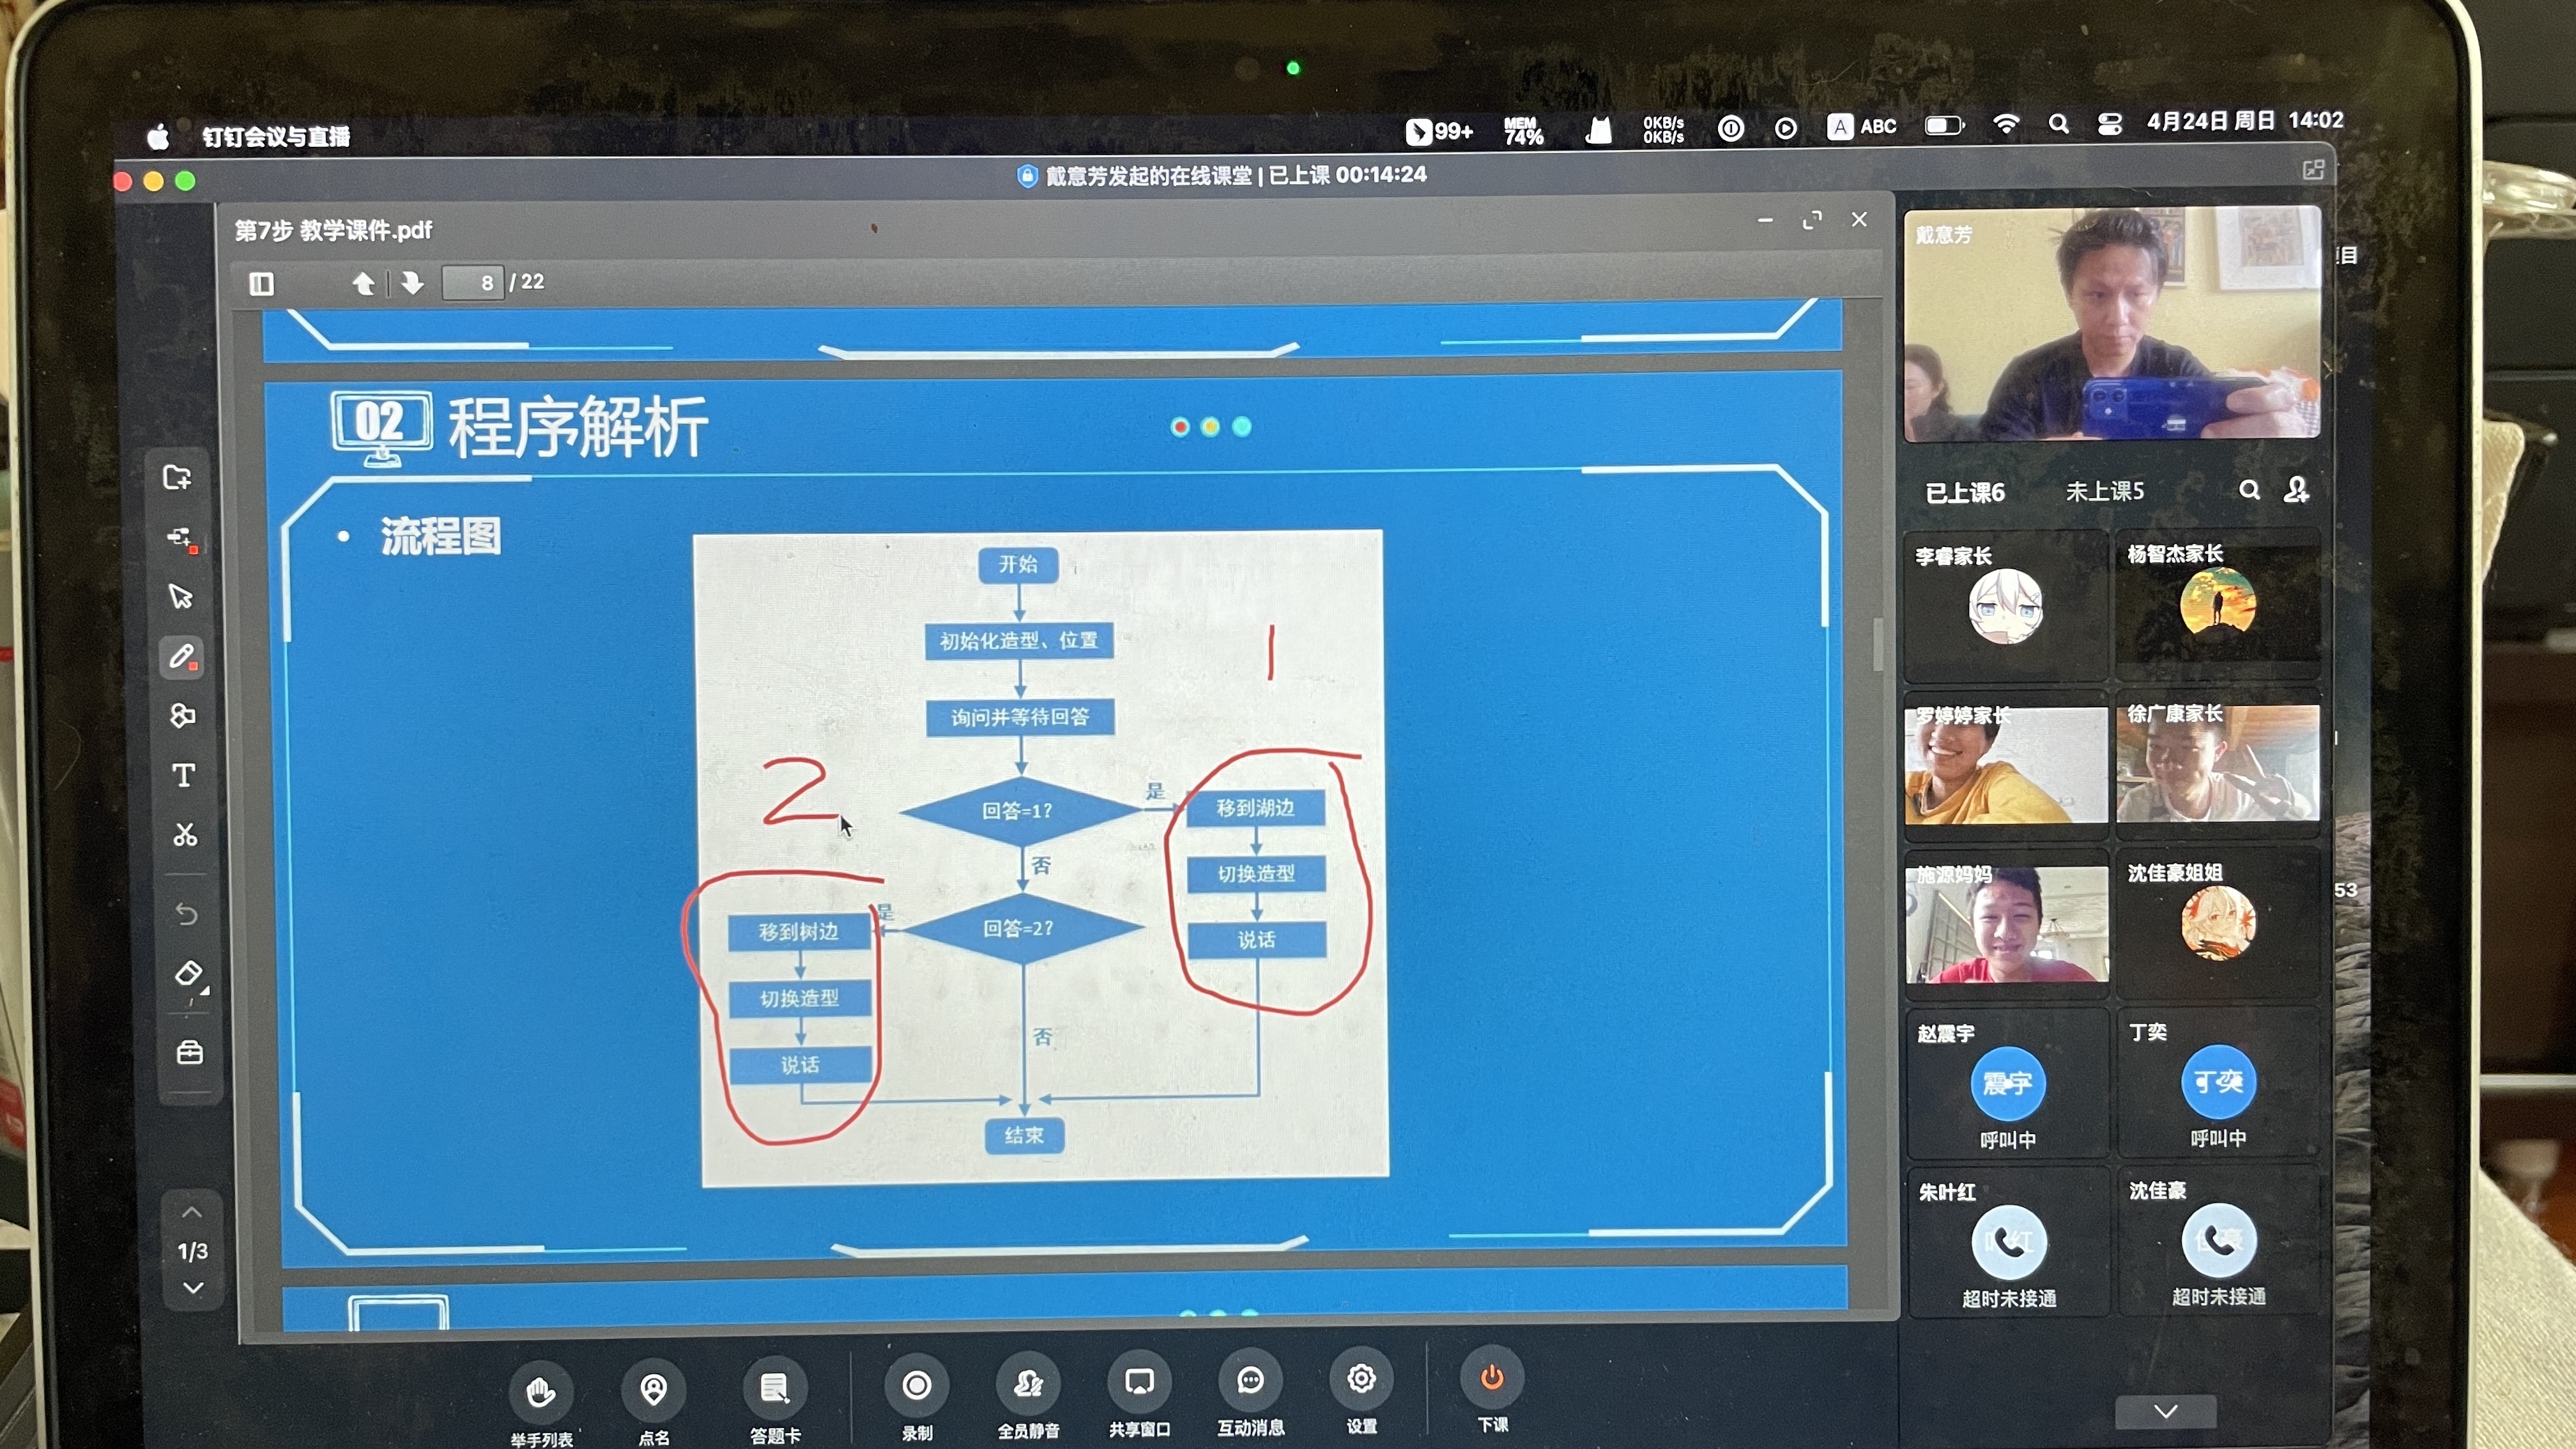 钉钉会议与直播
99+
MEM
74%
0KB/s
0KB/s
A ABC
4月24日 周日 14:02
戴意芳发起的在线课堂 | 已上课 00:14:24
第7步 教学课件.pdf
8 / 22
02 程序解析
• 流程图
开始
初始化造型、位置
1
询问并等待回答
2
回答=1?
是
移到湖边
否
切换造型
回答=2?
是
移到树边
说话
切换造型
否
说话
结束
1/3
戴意芳
已上课6
未上课5
李睿家长
杨智杰家长
罗婷婷家长
徐广康家长
施源妈妈
沈佳豪姐姐
赵震宇
丁奕
震宇
丁奕
呼叫中
呼叫中
朱叶红
沈佳豪
超时未接通
超时未接通
53
举手列表
点名
答题卡
录制
全员静音
共享窗口
互动消息
设置
下课